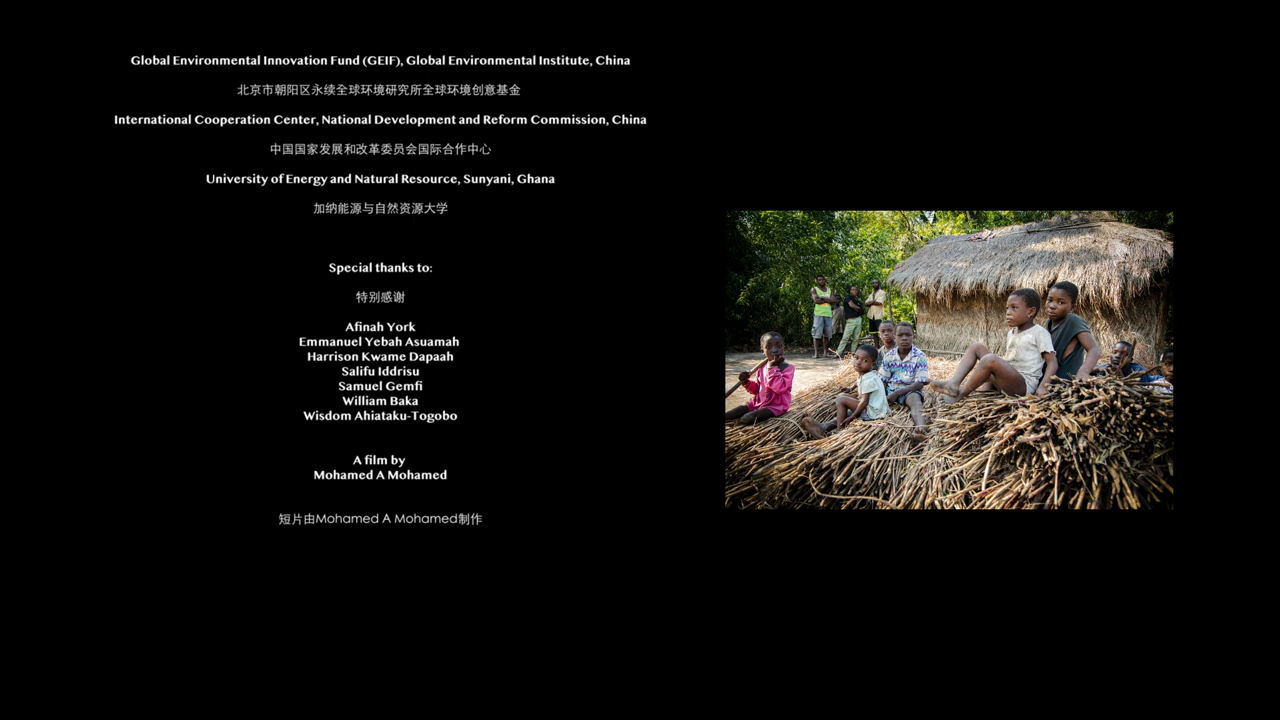 Global Environmental Innovation Fund (GEIF), Global Environmental Institute, China
北京市朝阳区永续全球环境研究所全球环境创意基金
International Cooperation Center, National Development and Reform Commission, China
中国国家发展和改革委员会国际合作中心
University of Energy and Natural Resource, Sunyani, Ghana
加纳能源与自然资源大学
Special thanks to:
特别感谢
Afinah York
Emmanuel Yebah Asuamah
Harrison Kwame Dapaah
Salifu Iddrisu
Samuel Gemfi
William Baka
Wisdom Ahiataku-Togobo
A film by
Mohamed A Mohamed
短片由Mohamed A Mohamed制作